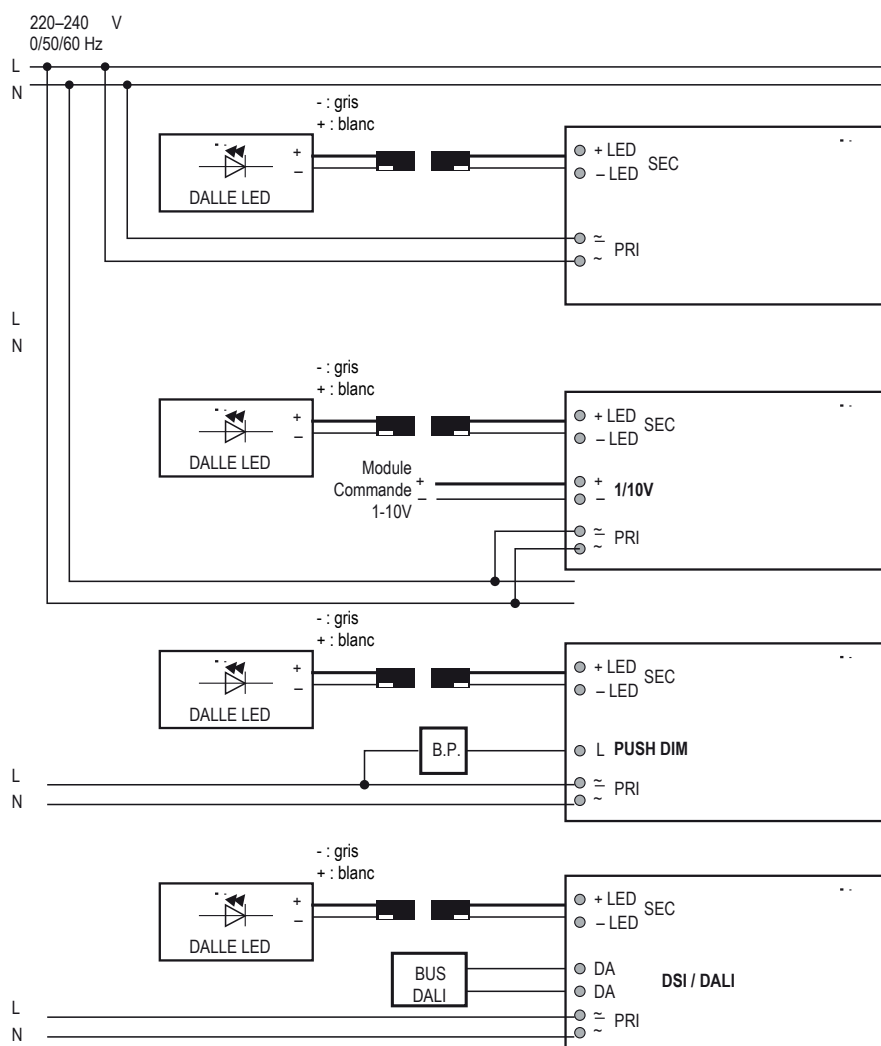 220–240 V
0/50/60 Hz
L
N
- : gris
+ : blanc
+
–
DALLE LED
+ LED
– LED
SEC
~
~
PRI
L
N
- : gris
+ : blanc
+
–
DALLE LED
+ LED
– LED
SEC
Module
Commande
1-10V
+
–
+
–
1/10V
~
~
PRI
- : gris
+ : blanc
+
–
DALLE LED
+ LED
– LED
SEC
B.P.
L PUSH DIM
L
N
~
~
PRI
- : gris
+ : blanc
+
–
DALLE LED
+ LED
– LED
SEC
BUS
DALI
DA
DA
DSI / DALI
L
N
~
~
PRI